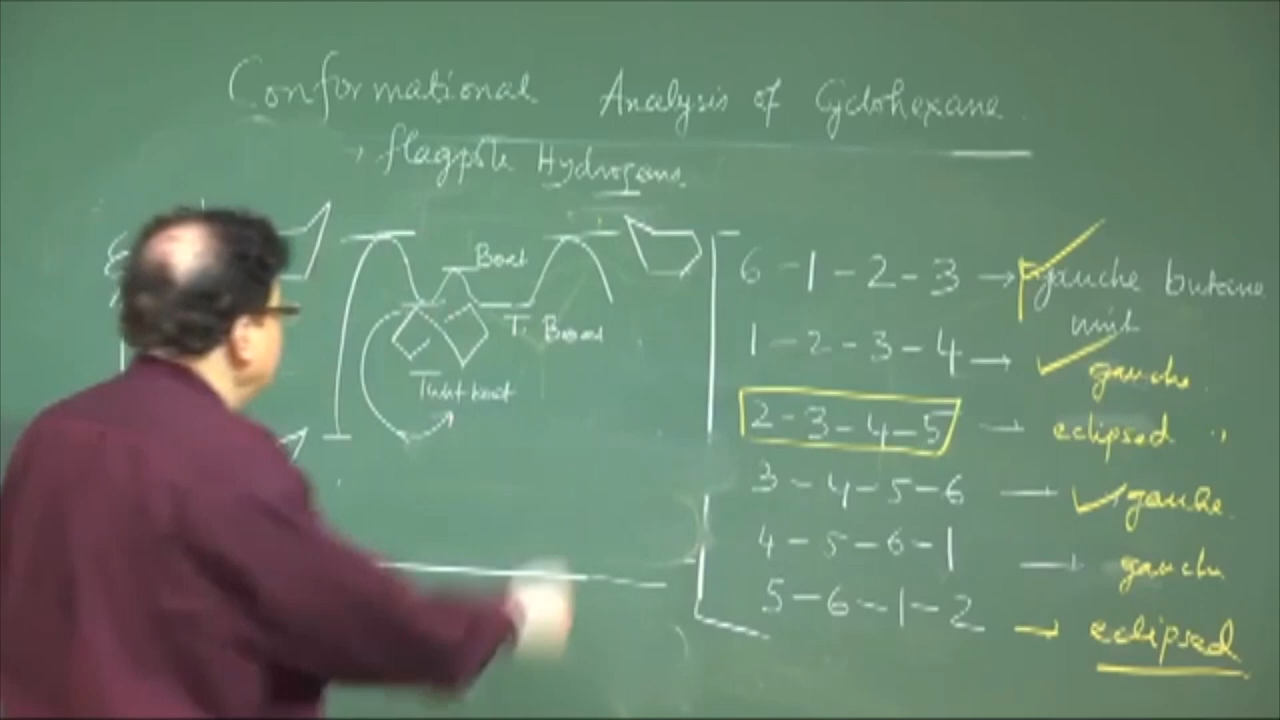 Conformational Analysis of Cyclohexane
→ flagpole Hydrogens
Boat
T. Boat
Twist boat
6 - 1 - 2 - 3 → gauche butane
unit
1 - 2 - 3 - 4 → gauche
2 - 3 - 4 - 5 → eclipsed "
3 - 4 - 5 - 6 → gauche
4 - 5 - 6 - 1 → gauche
5 - 6 - 1 - 2 → eclipsed